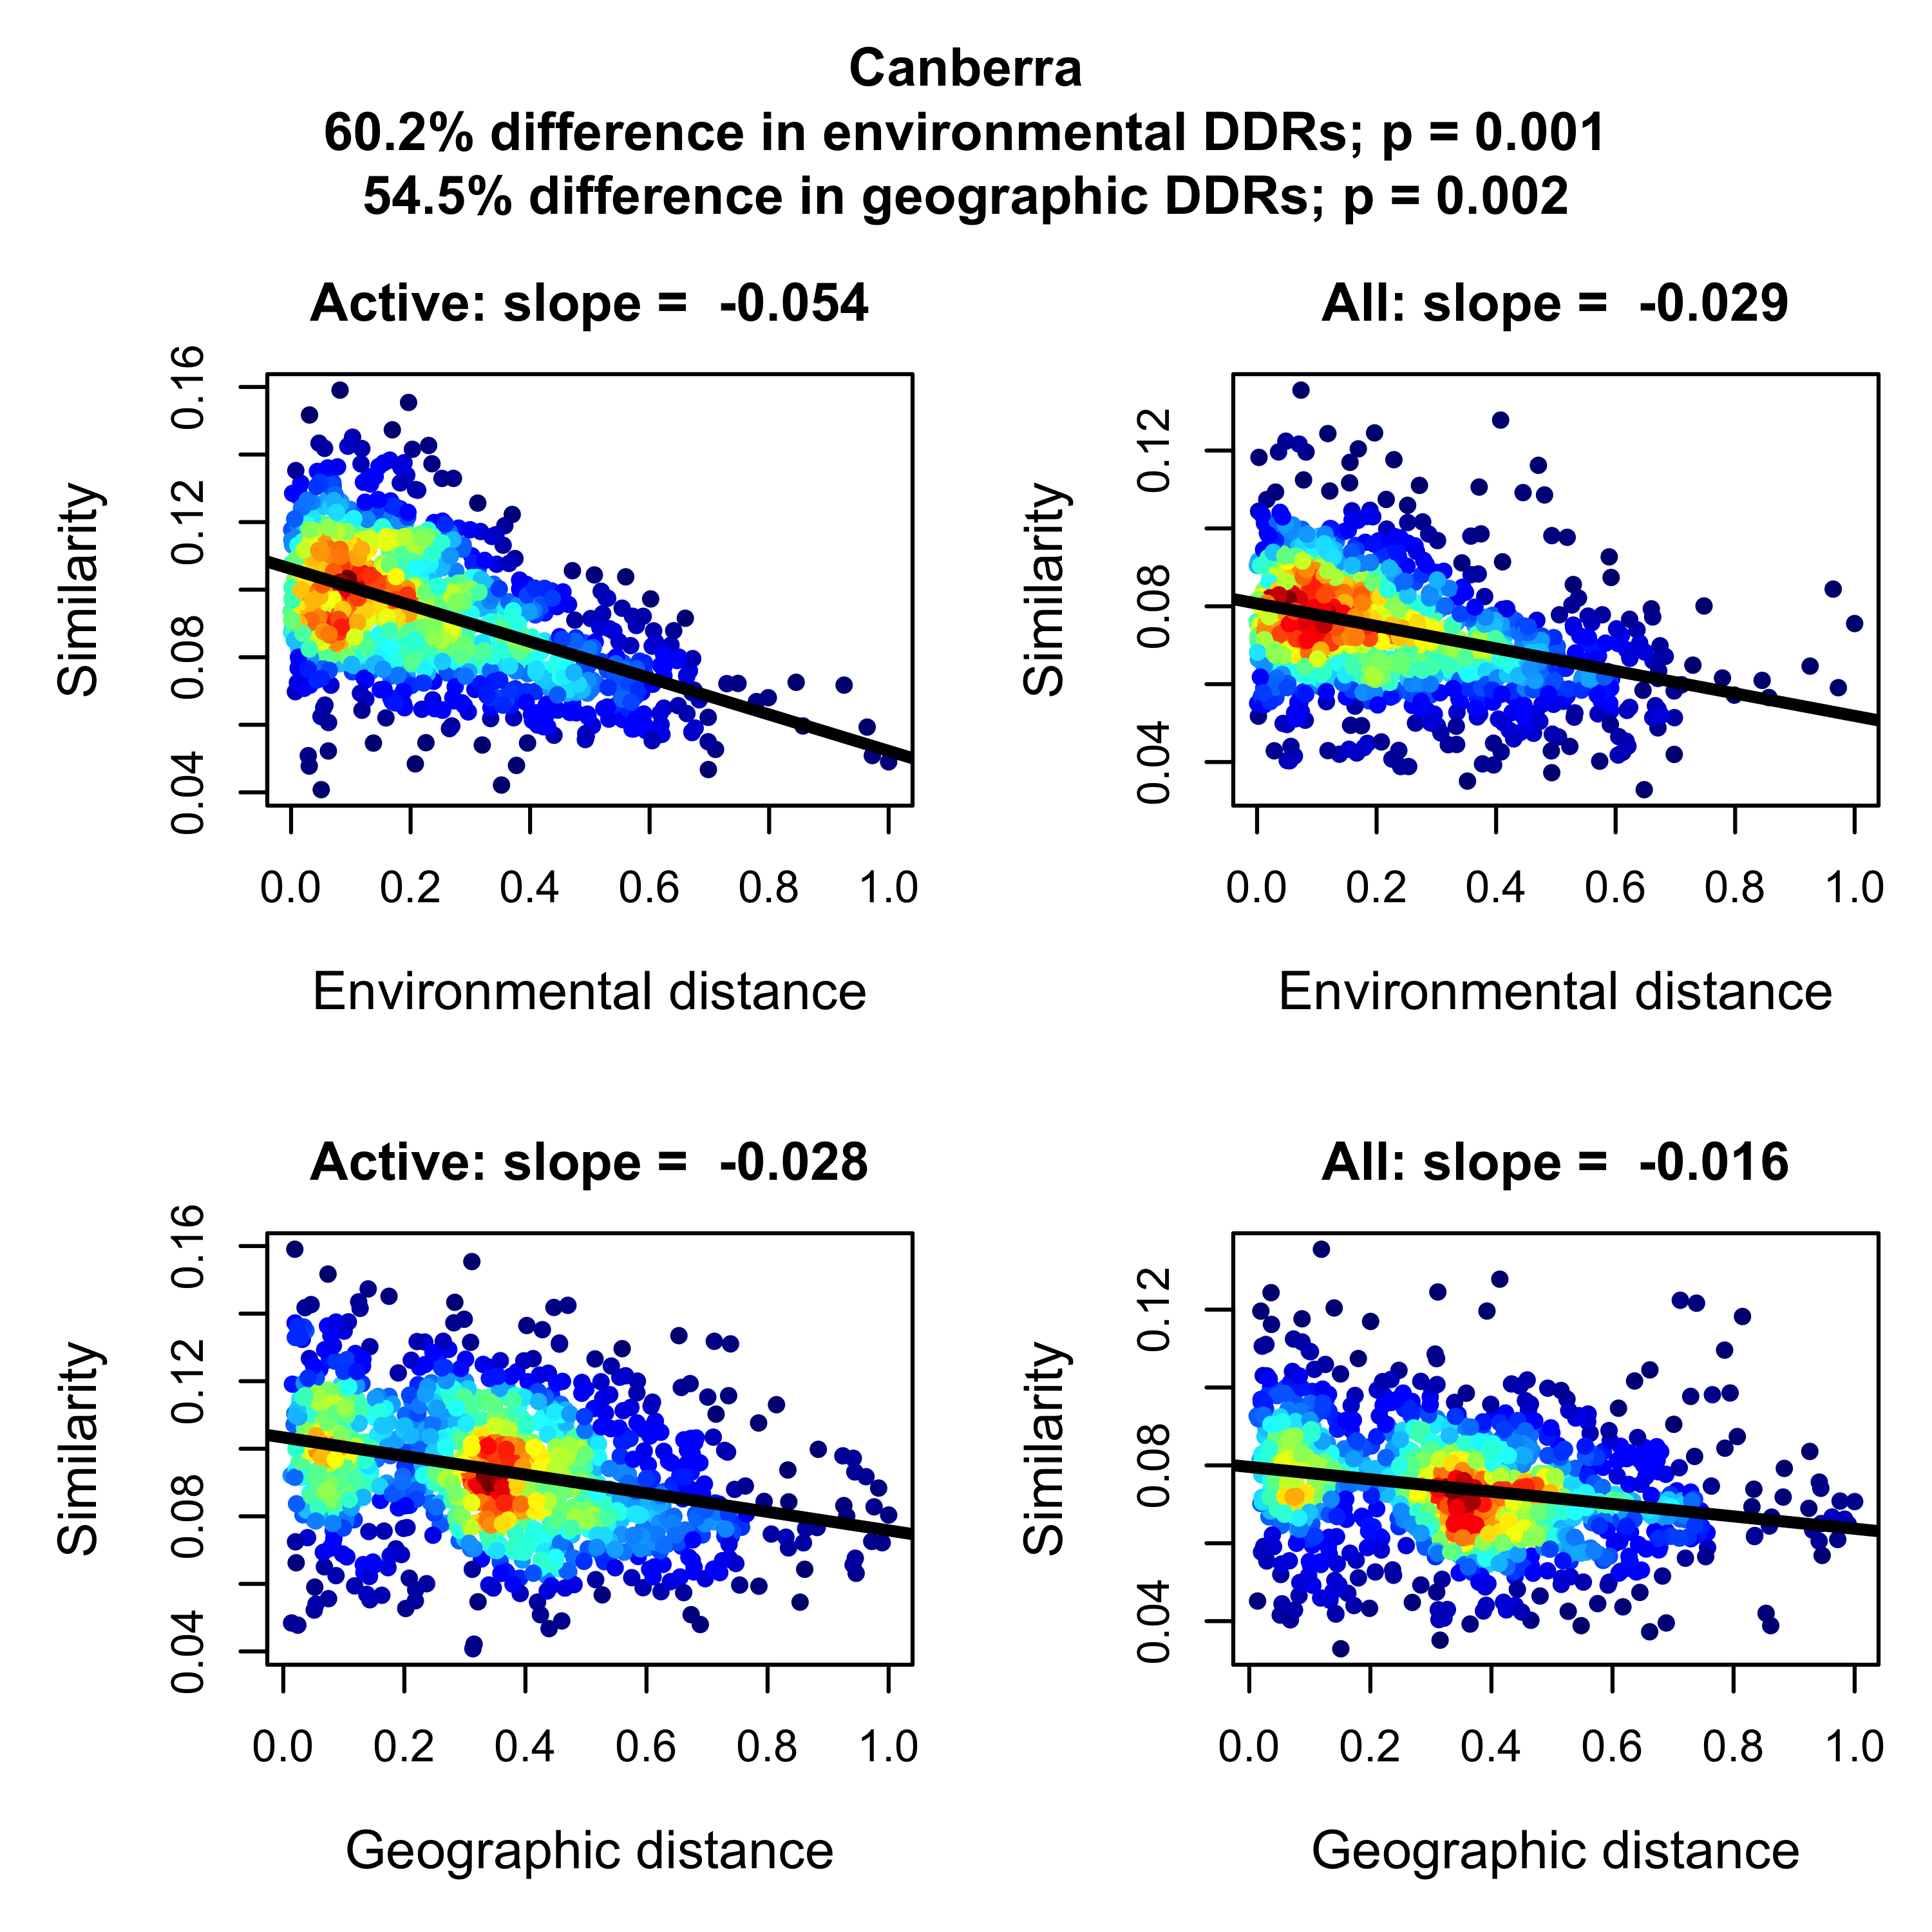 Canberra
60.2% difference in environmental DDRs; p = 0.001
54.5% difference in geographic DDRs; p = 0.002
Active: slope = -0.054
Similarity
0.16
0.12
0.08
0.04
0.0 0.2 0.4 0.6 0.8 1.0
Environmental distance
All: slope = -0.029
Similarity
0.12
0.08
0.04
0.0 0.2 0.4 0.6 0.8 1.0
Environmental distance
Active: slope = -0.028
Similarity
0.16
0.12
0.08
0.04
0.0 0.2 0.4 0.6 0.8 1.0
Geographic distance
All: slope = -0.016
Similarity
0.12
0.08
0.04
0.0 0.2 0.4 0.6 0.8 1.0
Geographic distance